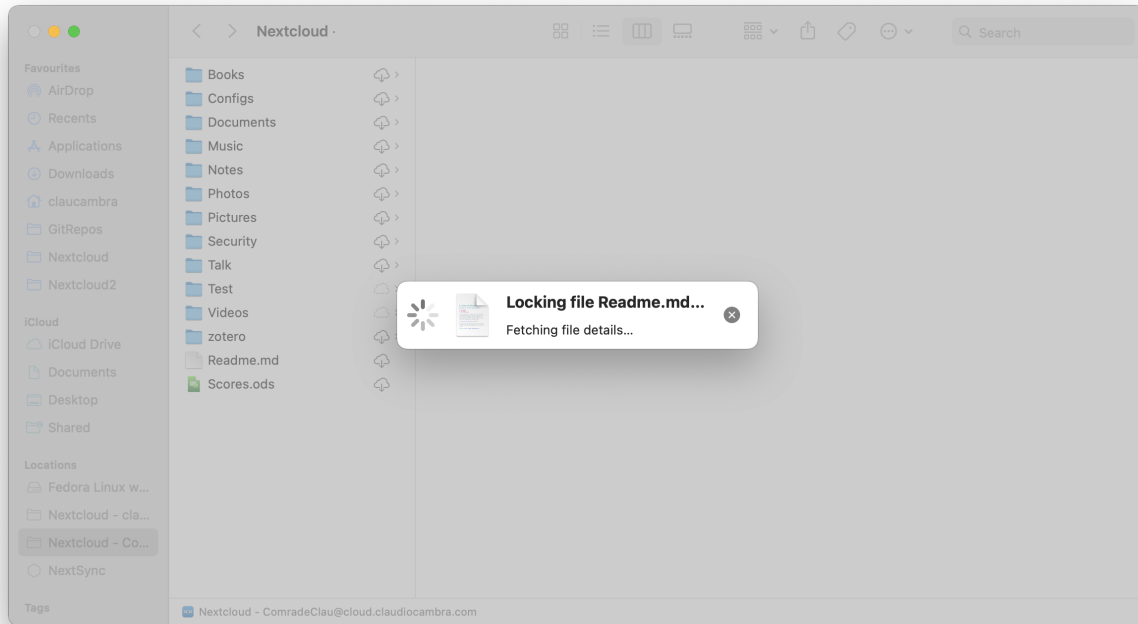 Nextcloud
Search
Favourites
AirDrop
Recents
Applications
Downloads
claucambra
GitRepos
Nextcloud
Nextcloud2
iCloud
iCloud Drive
Documents
Desktop
Shared
Locations
Fedora Linux w...
Nextcloud - cla...
Nextcloud - Co...
NextSync
Tags
Books
Configs
Documents
Music
Notes
Photos
Pictures
Security
Talk
Test
Videos
zotero
Readme.md
Scores.ods
Locking file Readme.md...
Fetching file details...
Nextcloud - ComradeClau@cloud.claudiocambra.com